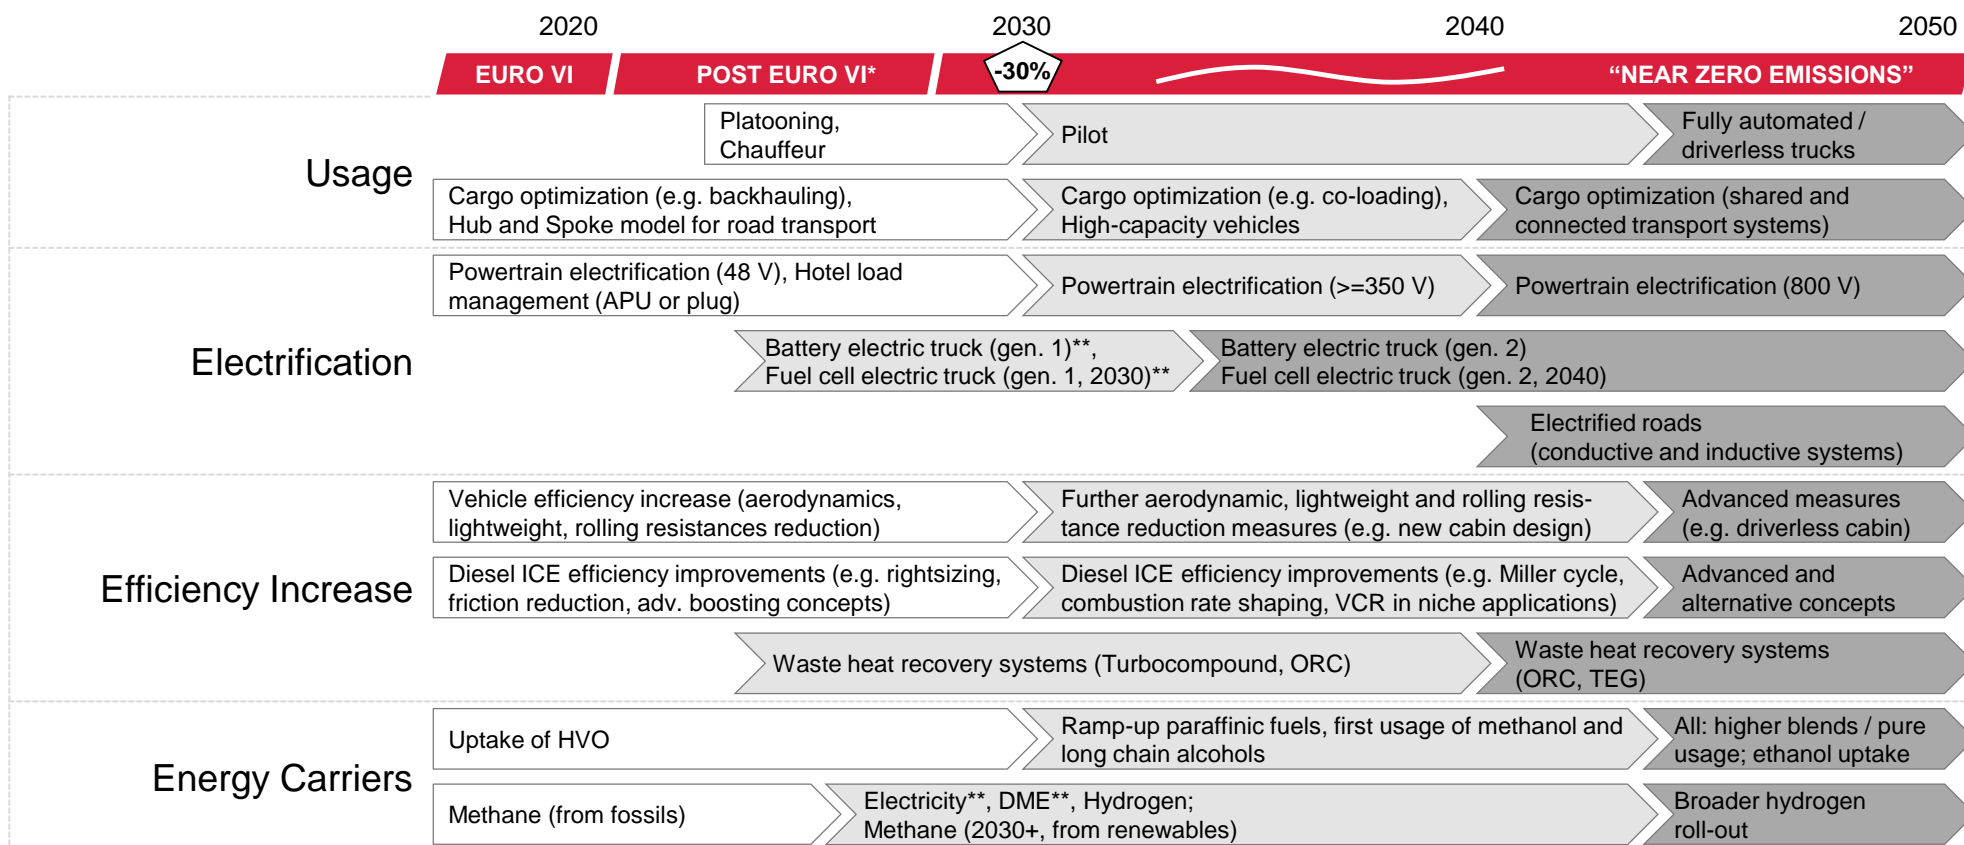 2020
2030
2040
2050
EURO VI
POST EURO VI*
-30%
“NEAR ZERO EMISSIONS”
Usage
Platooning,
Chauffeur
Pilot
Fully automated /
driverless trucks
Cargo optimization (e.g. backhauling),
Hub and Spoke model for road transport
Cargo optimization (e.g. co-loading),
High-capacity vehicles
Cargo optimization (shared and
connected transport systems)
Electrification
Powertrain electrification (48 V), Hotel load
management (APU or plug)
Powertrain electrification (>=350 V)
Powertrain electrification (800 V)
Battery electric truck (gen. 1)**,
Fuel cell electric truck (gen. 1, 2030)**
Battery electric truck (gen. 2)
Fuel cell electric truck (gen. 2, 2040)
Electrified roads
(conductive and inductive systems)
Efficiency Increase
Vehicle efficiency increase (aerodynamics,
lightweight, rolling resistances reduction)
Further aerodynamic, lightweight and rolling resis-
tance reduction measures (e.g. new cabin design)
Advanced measures
(e.g. driverless cabin)
Diesel ICE efficiency improvements (e.g. rightsizing,
friction reduction, adv. boosting concepts)
Diesel ICE efficiency improvements (e.g. Miller cycle,
combustion rate shaping, VCR in niche applications)
Advanced and
alternative concepts
Waste heat recovery systems (Turbocompound, ORC)
Waste heat recovery systems
(ORC, TEG)
Energy Carriers
Uptake of HVO
Ramp-up paraffinic fuels, first usage of methanol and
long chain alcohols
All: higher blends / pure
usage; ethanol uptake
Methane (from fossils)
Electricity**, DME**, Hydrogen;
Methane (2030+, from renewables)
Broader hydrogen
roll-out